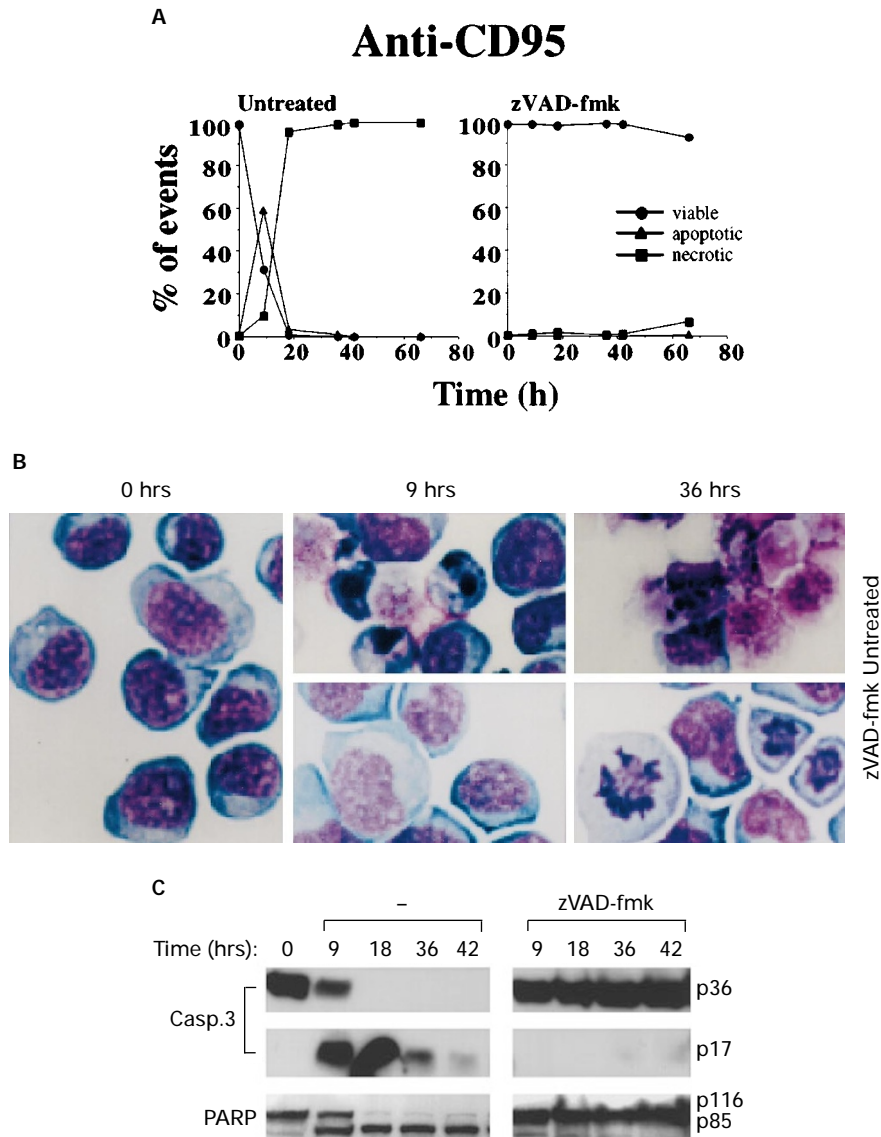 A
Anti-CD95
Untreated
zVAD-fmk
% of events
100
80
60
40
20
0
0 20 40 60 80
100
80
60
40
20
0
0 20 40 60 80
viable
apoptotic
necrotic
Time (h)
B
0 hrs 9 hrs 36 hrs
zVAD-fmk Untreated
C
– zVAD-fmk
Time (hrs): 0 9 18 36 42 9 18 36 42
Casp.3
p36
p17
PARP
p116
p85